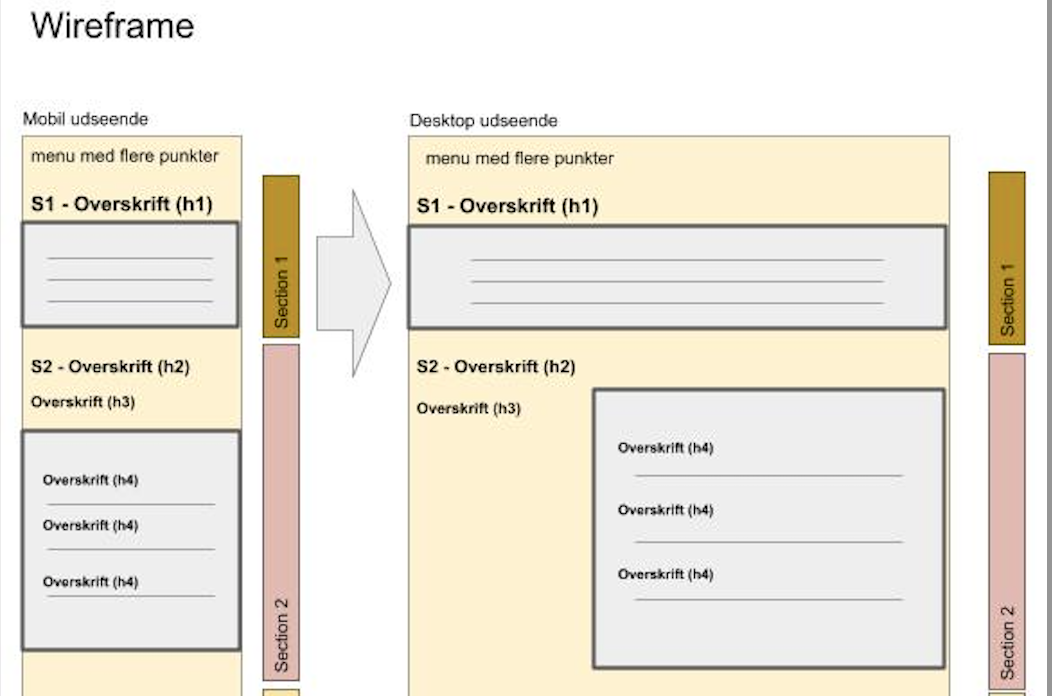 Wireframe
Mobil udseende
menu med flere punkter
S1 - Overskrift (h1)
S2 - Overskrift (h2)
Overskrift (h3)
Overskrift (h4)
Overskrift (h4)
Overskrift (h4)
Section 1
Section 2
Desktop udseende
menu med flere punkter
S1 - Overskrift (h1)
S2 - Overskrift (h2)
Overskrift (h3)
Overskrift (h4)
Overskrift (h4)
Overskrift (h4)
Section 1
Section 2